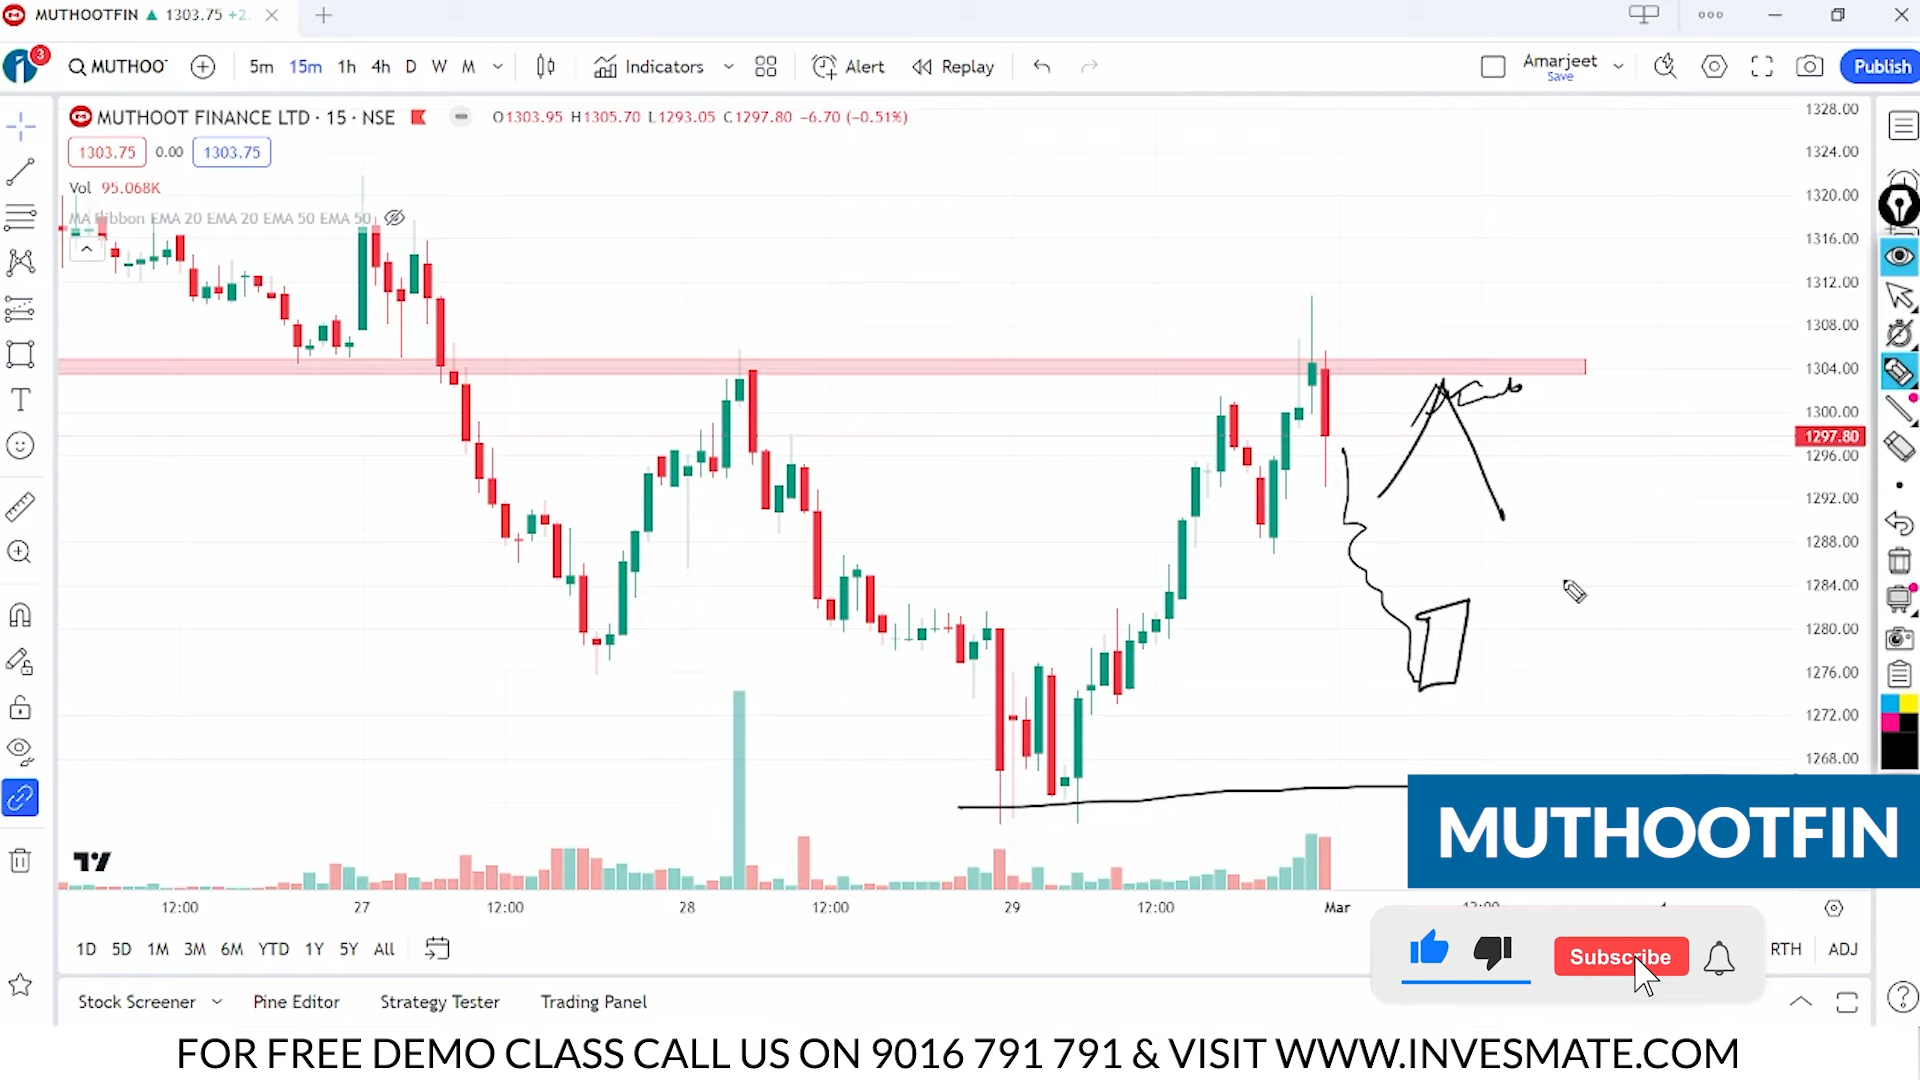 MUTHOOTFIN ▲ 1303.75 +2.
3
MUTHOO
5m 15m 1h 4h D W M
Indicators
Alert
Replay
Amarjeet
Save
Publish
MUTHOOT FINANCE LTD · 15 · NSE
O1303.95 H1305.70 L1293.05 C1297.80 −6.70 (−0.51%)
1303.75 0.00 1303.75
Vol 95.068K
MA Ribbon EMA 20 EMA 20 EMA 50 EMA 50
1328.00
1324.00
1320.00
1316.00
1312.00
1308.00
1304.00
1300.00
1297.80
1296.00
1292.00
1288.00
1284.00
1280.00
1276.00
1272.00
1268.00
MUTHOOTFIN
12:00 27 12:00 28 12:00 29 12:00 Mar
1D 5D 1M 3M 6M YTD 1Y 5Y All
Subscribe
RTH ADJ
Stock Screener Pine Editor Strategy Tester Trading Panel
FOR FREE DEMO CLASS CALL US ON 9016 791 791 & VISIT WWW.INVESMATE.COM